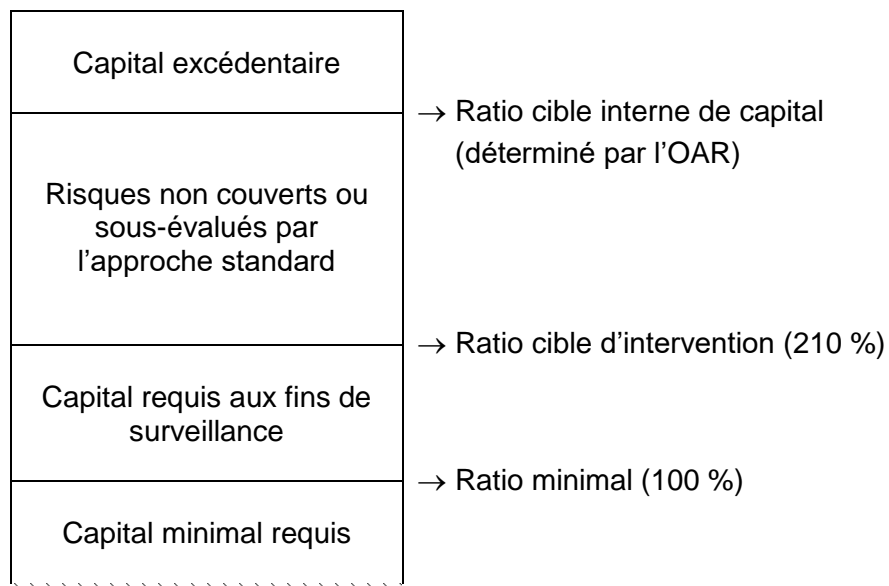 Capital excédentaire
→ Ratio cible interne de capital
(déterminé par l’OAR)
Risques non couverts ou
sous-évalués par
l’approche standard
→ Ratio cible d’intervention (210 %)
Capital requis aux fins de
surveillance
→ Ratio minimal (100 %)
Capital minimal requis